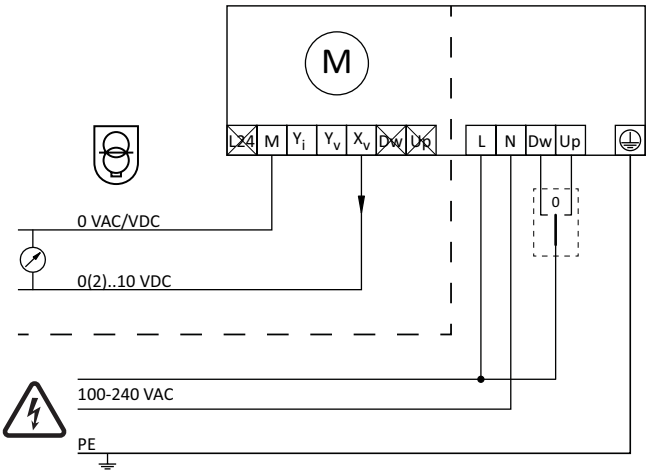 M
L24 M Yi Yv Xv Dw Up L N Dw Up
0
0 VAC/VDC
0(2)..10 VDC
100-240 VAC
PE